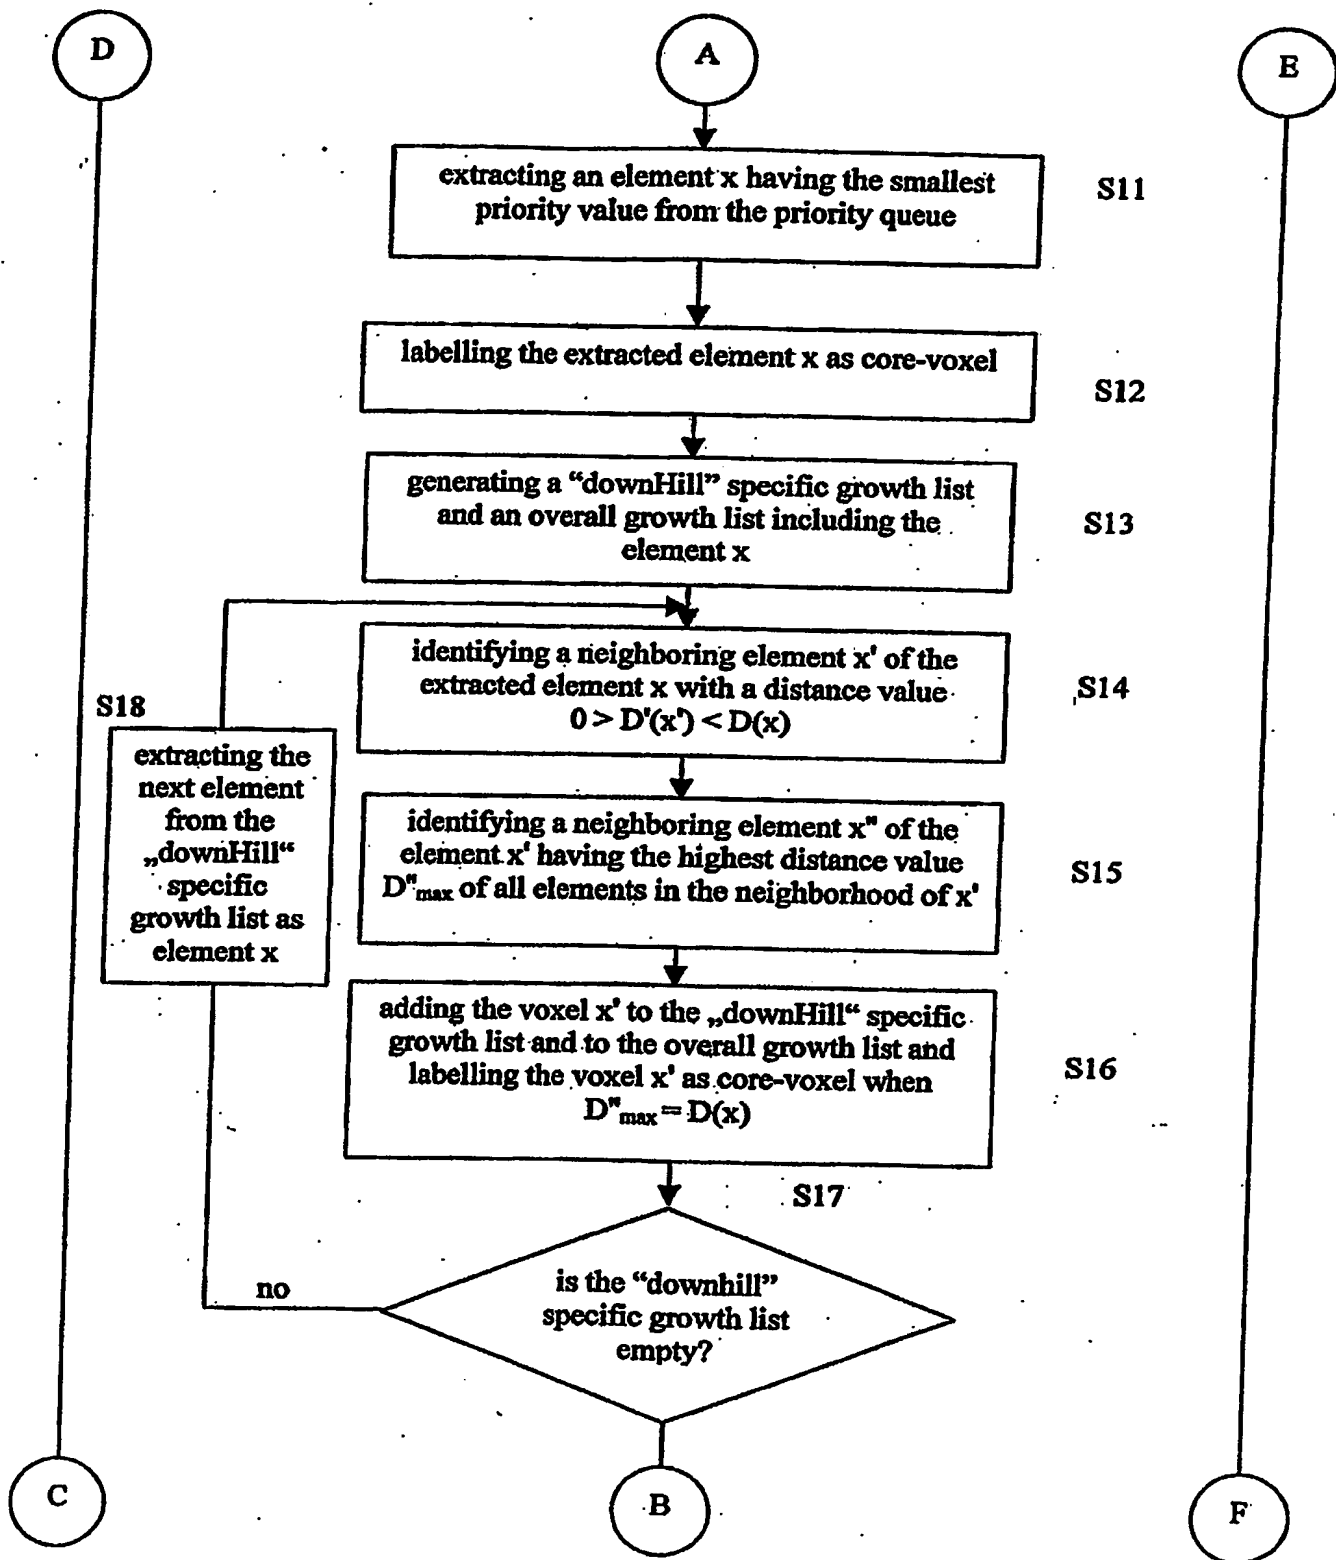 D
A
E
extracting an element x having the smallest
priority value from the priority queue
S11
labelling the extracted element x as core-voxel
S12
generating a “downHill” specific growth list
and an overall growth list including the
element x
S13
identifying a neighboring element x' of the
extracted element x with a distance value
0 > D'(x') < D(x)
S14
S18
extracting the
next element
from the
„downHill“
specific
growth list as
element x
identifying a neighboring element x" of the
element x' having the highest distance value
D"max of all elements in the neighborhood of x'
S15
adding the voxel x' to the „downHill“ specific
growth list and to the overall growth list and
labelling the voxel x' as core-voxel when
D"max = D(x)
S16
S17
is the “downhill”
specific growth list
empty?
no
C
B
F